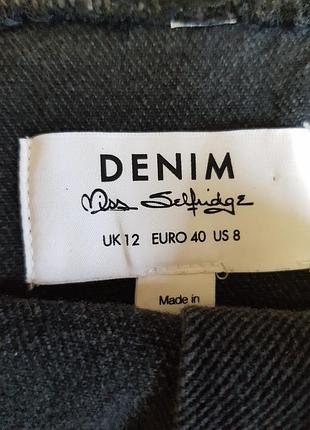 DENIM
Miss Selfridge
UK 12 EURO 40 US 8
Made in